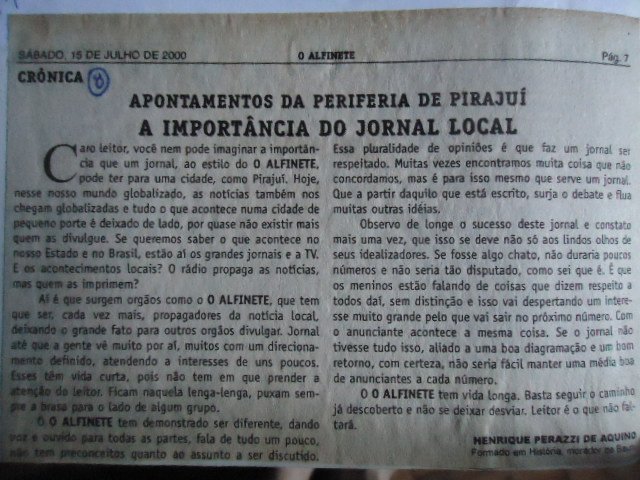 SÁBADO, 15 DE JULHO DE 2000
O ALFINETE
Pág. 7
CRÔNICA 8
APONTAMENTOS DA PERIFERIA DE PIRAJUÍ
A IMPORTÂNCIA DO JORNAL LOCAL
Caro leitor, você nem pode imaginar a importân-
cia que um jornal, ao estilo do O ALFINETE,
pode ter para uma cidade, como Pirajuí. Hoje,
nesse nosso mundo globalizado, as notícias também nos
chegam globalizadas e tudo o que acontece numa cidade de
pequeno porte é deixado de lado, por quase não existir mais
quem as divulgue. Se queremos saber o que acontece no
nosso Estado e no Brasil, estão aí os grandes jornais e a TV.
E os acontecimentos locais? O rádio propaga as notícias,
mas quem as imprime?
Aí é que surgem orgãos como o O ALFINETE, que tem
que ser, cada vez mais, propagadores da notícia local,
deixando o grande fato para outros orgãos divulgar. Jornal
até que a gente vê muito por aí, muitos com um direciona-
mento definido, atendendo a interesses de uns poucos.
Esses têm vida curta, pois não tem em que prender a
atenção do leitor. Ficam naquela lenga-lenga, puxam sem-
pre a brasa para o lado de algum grupo.
O O ALFINETE tem demonstrado ser diferente, dando
voz e ouvido para todas as partes, fala de tudo um pouco,
não tem preconceitos quanto ao assunto a ser discutido.
Essa pluralidade de opiniões é que faz um jornal ser
respeitado. Muitas vezes encontramos muita coisa que não
concordamos, mas é para isso mesmo que serve um jornal.
Que a partir daquilo que está escrito, surja o debate e flua
muitas outras idéias.
Observo de longe o sucesso deste jornal e constato
mais uma vez, que isso se deve não só aos lindos olhos de
seus idealizadores. Se fosse algo chato, não duraria poucos
números e não seria tão disputado, como sei que é. É que
os meninos estão falando de coisas que dizem respeito a
todos daí, sem distinção e isso vai despertando um interes-
se muito grande pelo que vai sair no próximo número. Com
o anunciante acontece a mesma coisa. Se o jornal não
tivesse tudo isso, aliado a uma boa diagramação e um bom
retorno, com certeza, não seria fácil manter uma média boa
de anunciantes a cada número.
O O ALFINETE tem vida longa. Basta seguir o caminho
já descoberto e não se deixar desviar. Leitor é o que não fal-
tará.
HENRIQUE PERAZZI DE AQUINO
Formado em História, morador de Bauru